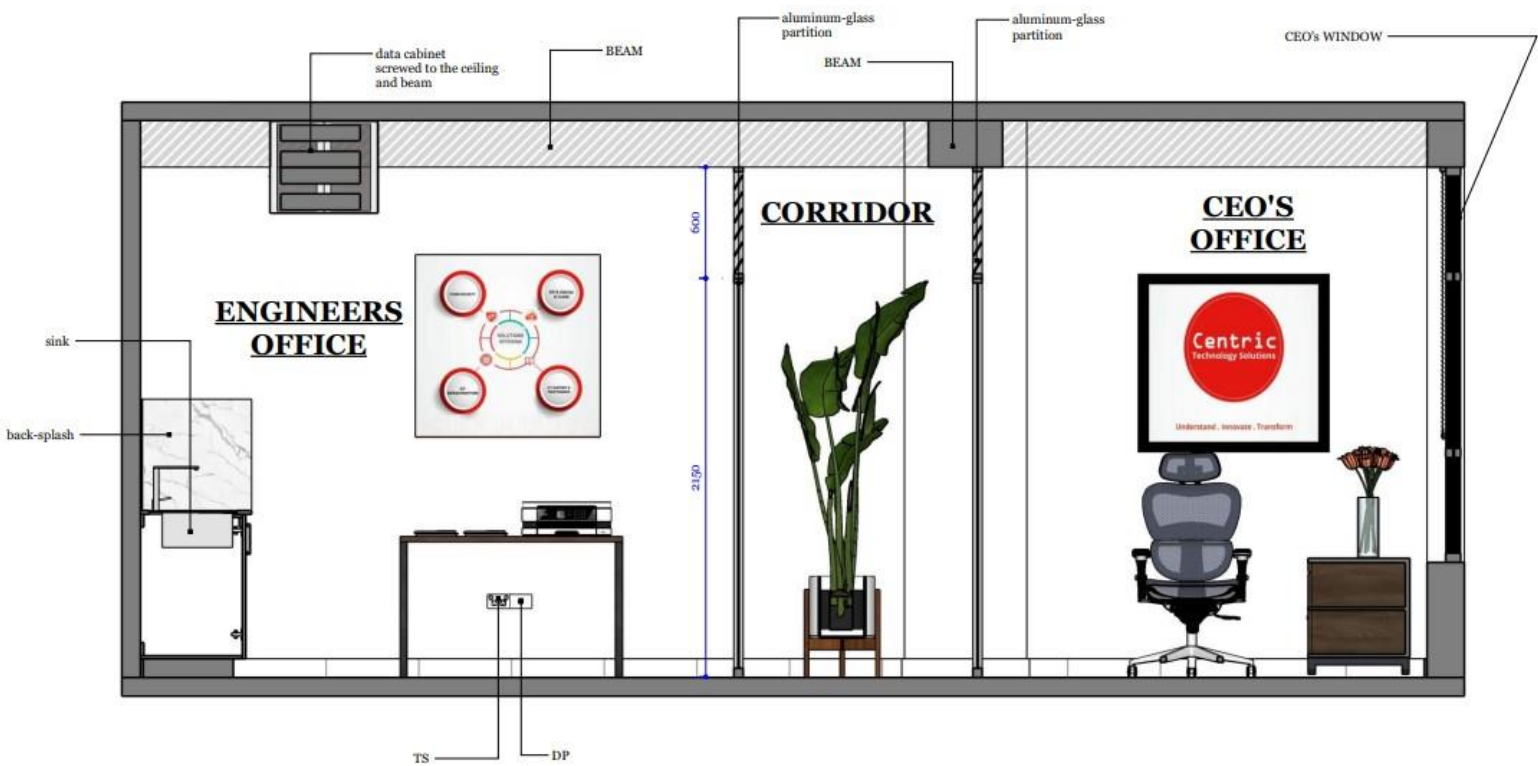 aluminum-glass
partition
aluminum-glass
partition
CEO's WINDOW
data cabinet
screwed to the ceiling
and beam
BEAM
BEAM
600
CORRIDOR
CEO'S
OFFICE
ENGINEERS
OFFICE
SOLUTIONS
Centric
Technology Solutions
sink
Understand . Innovate . Transform
back-splash
2150
TS
DP